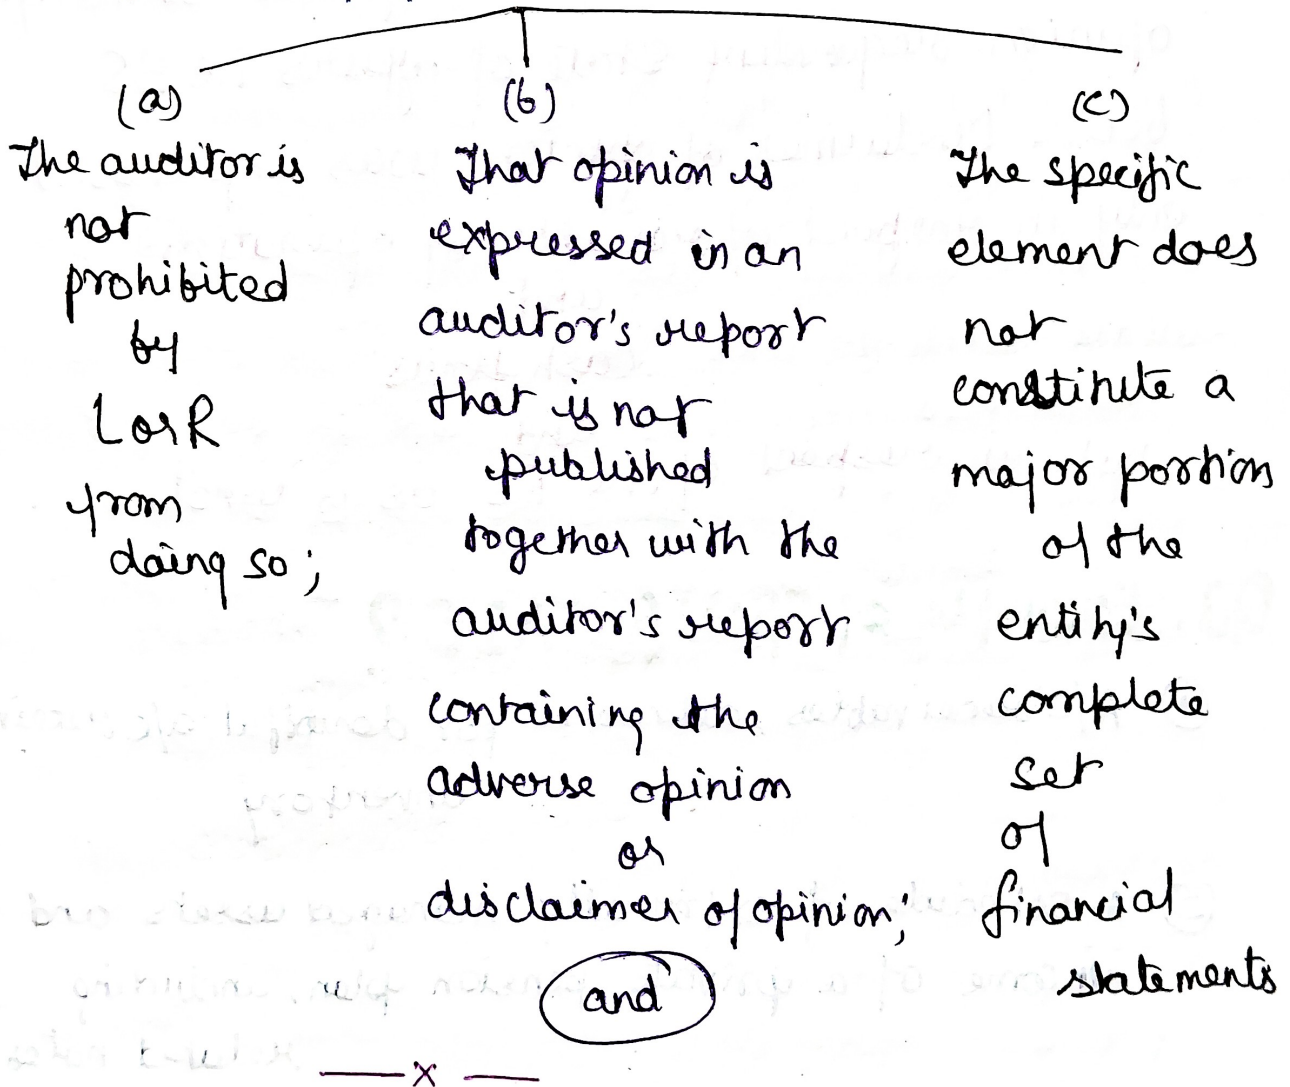 (a)
The auditor is
not
prohibited
by
LorR
from
doing so;
(b)
That opinion is
expressed in an
auditor's report
that is not
published
together with the
auditor's report
containing the
adverse opinion
or
disclaimer of opinion;
and
(c)
The specific
element does
not
constitute a
major portion
of the
entity's
complete
set
of
financial
statements
x